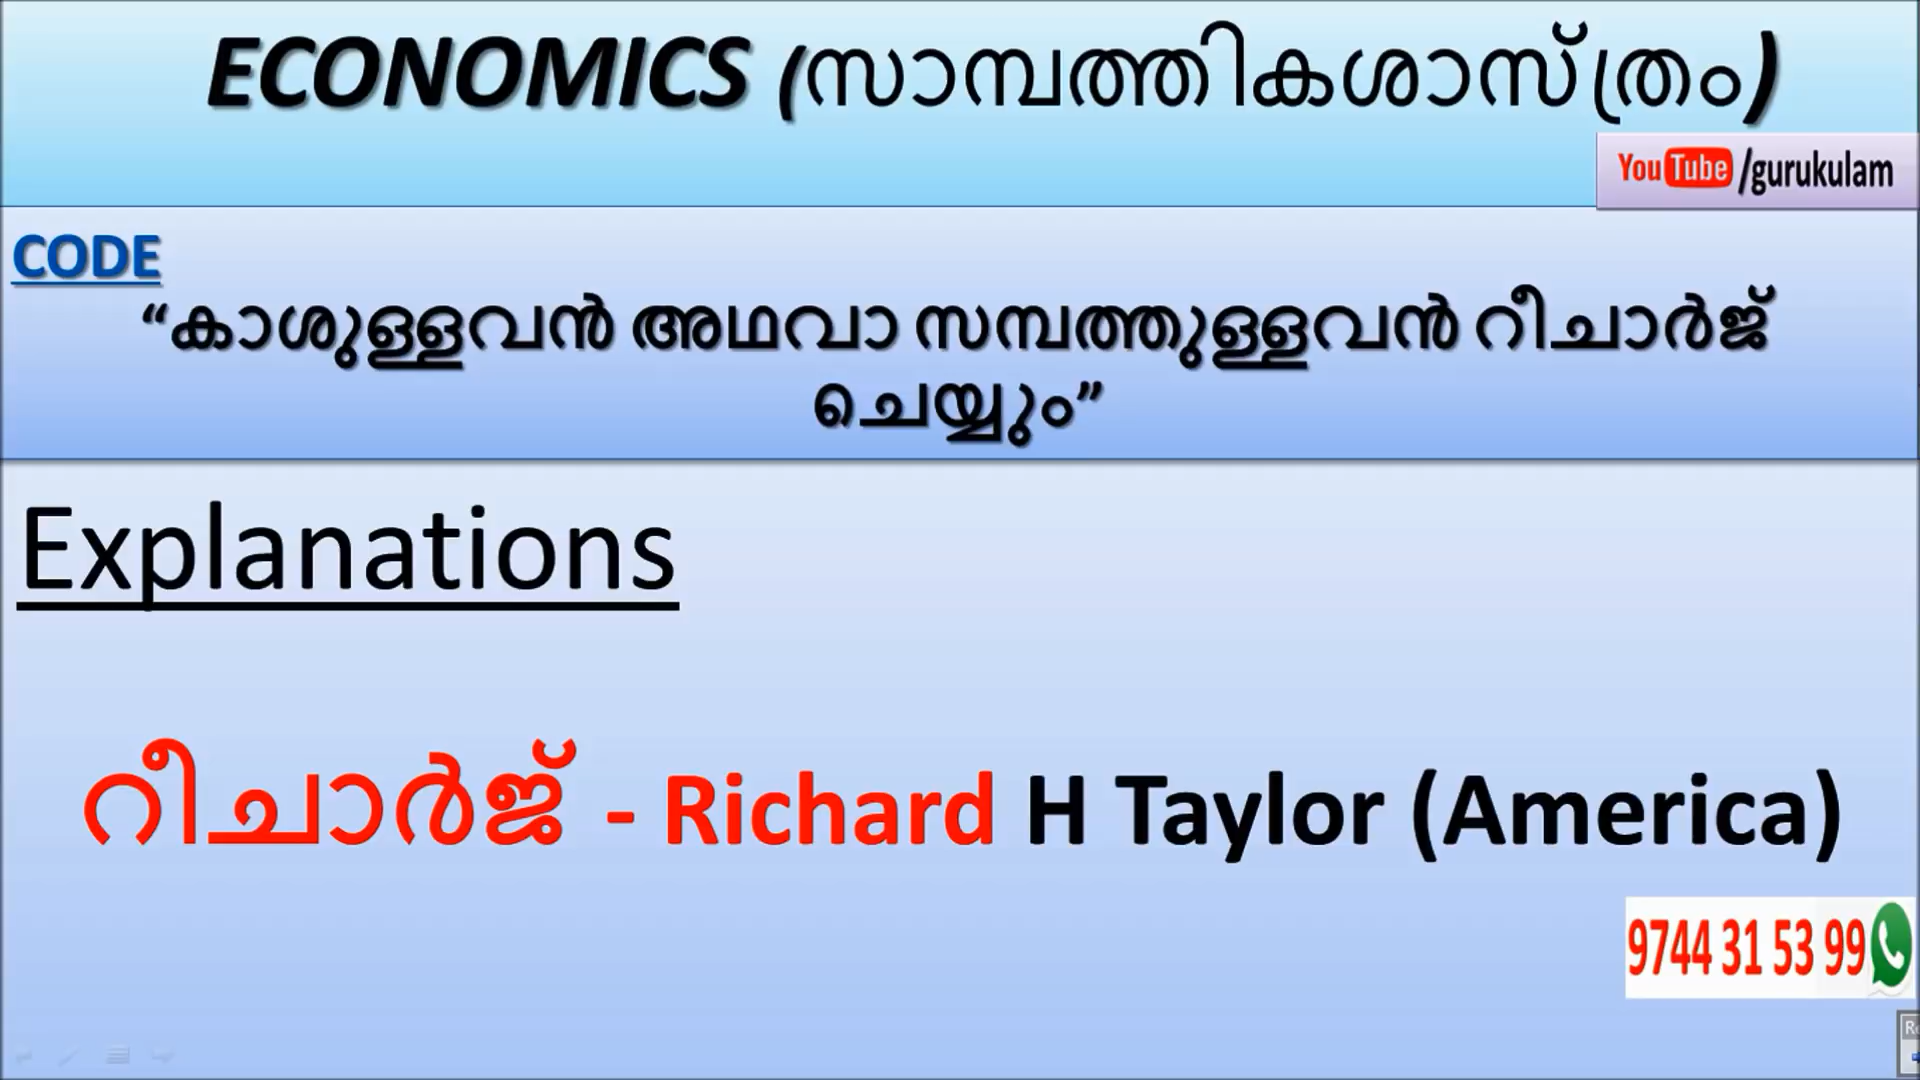 ECONOMICS (സാമ്പത്തികശാസ്ത്രം)
YouTube /gurukulam
CODE
“കാശുള്ളവൻ അഥവാ സമ്പത്തുള്ളവൻ റീചാർജ്
ചെയ്യും”
Explanations
റീചാർജ് - Richard H Taylor (America)
9744 31 53 99